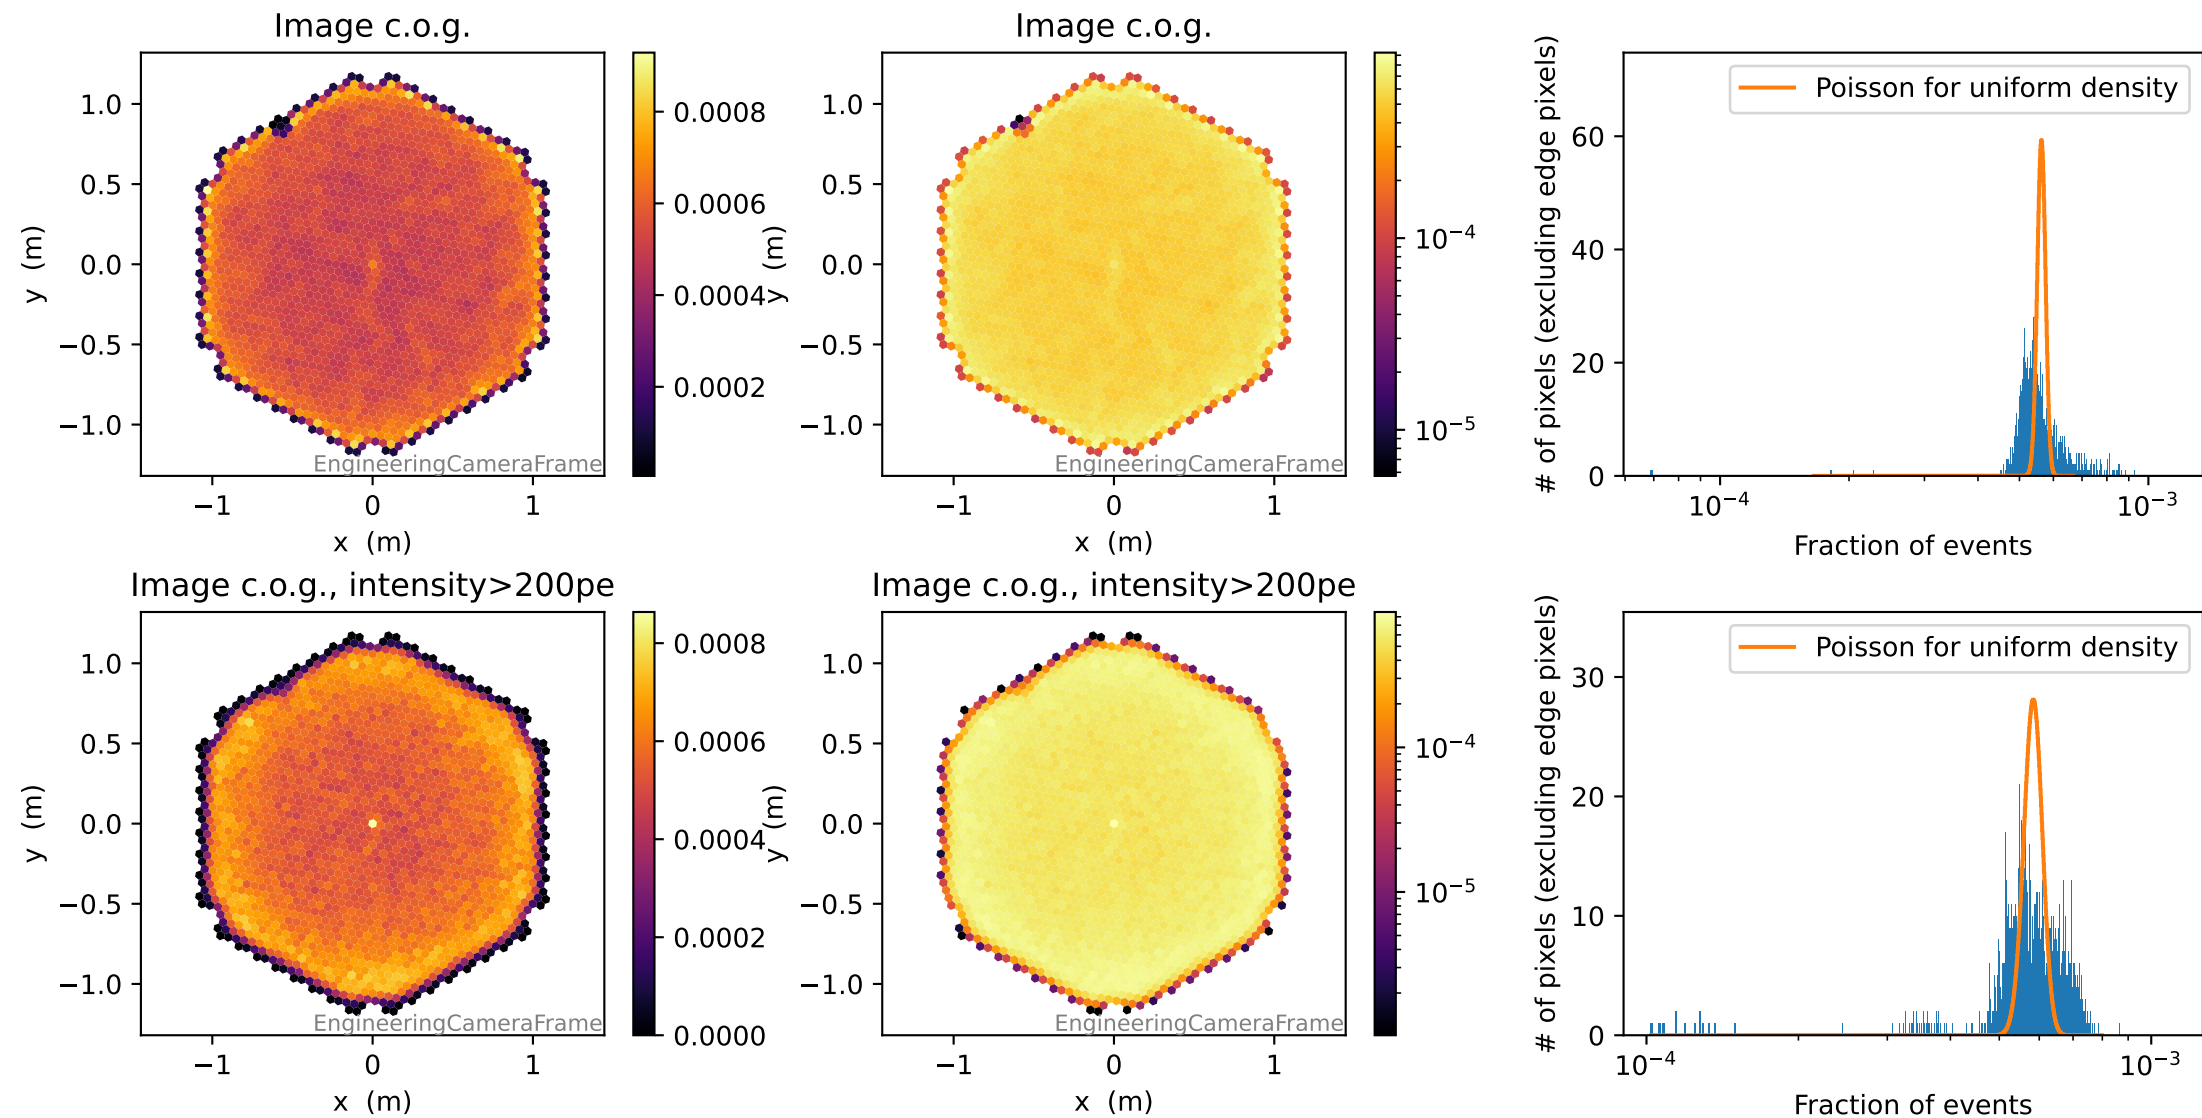 Image c.o.g.
1.0
0.5
0.0
−0.5
−1.0
y (m)
−1
0
1
x (m)
EngineeringCameraFrame
0.0008
0.0006
0.0004
0.0002
Image c.o.g.
1.0
0.5
0.0
−0.5
−1.0
y (m)
−1
0
1
x (m)
EngineeringCameraFrame
10−4
10−5
# of pixels (excluding edge pixels)
60
40
20
0
Poisson for uniform density
10−4
10−3
Fraction of events
Image c.o.g., intensity>200pe
1.0
0.5
0.0
−0.5
−1.0
y (m)
−1
0
1
x (m)
EngineeringCameraFrame
0.0008
0.0006
0.0004
0.0002
0.0000
Image c.o.g., intensity>200pe
1.0
0.5
0.0
−0.5
−1.0
y (m)
−1
0
1
x (m)
EngineeringCameraFrame
10−4
10−5
# of pixels (excluding edge pixels)
30
20
10
0
Poisson for uniform density
10−4
10−3
Fraction of events